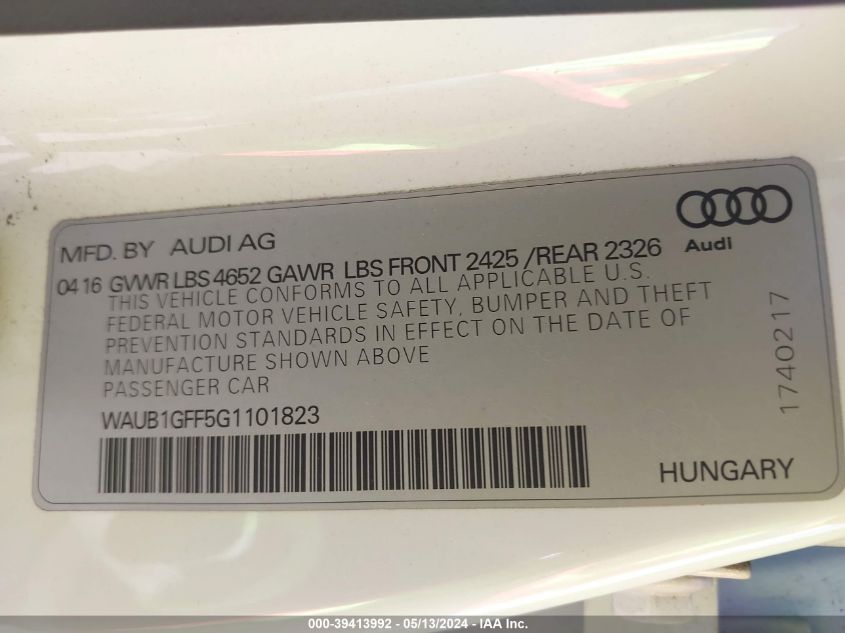 MFD. BY AUDI AG
Audi
04 16 GVWR LBS 4652 GAWR LBS FRONT 2425 /REAR 2326
THIS VEHICLE CONFORMS TO ALL APPLICABLE U.S.
FEDERAL MOTOR VEHICLE SAFETY, BUMPER AND THEFT
PREVENTION STANDARDS IN EFFECT ON THE DATE OF
MANUFACTURE SHOWN ABOVE
PASSENGER CAR
WAUB1GFF5G1101823
1740217
HUNGARY
000-39413992 - 05/13/2024 - IAA Inc.